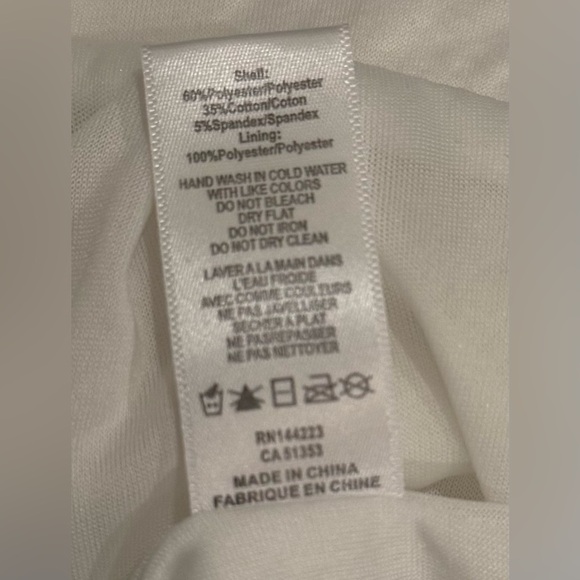 Shell:
60%Polyester/Polyester
35%Cotton/Coton
5%Spandex/Spandex
Lining:
100%Polyester/Polyester
HAND WASH IN COLD WATER
WITH LIKE COLORS
DO NOT BLEACH
DRY FLAT
DO NOT IRON
DO NOT DRY CLEAN
LAVER A LA MAIN DANS
L'EAU FROIDE
AVEC COMME COULEURS
NE PAS JAVELLISER
SECHER A PLAT
NE PAS REPASSER
NE PAS NETTOYER
RN144223
CA 51353
MADE IN CHINA
FABRIQUE EN CHINE